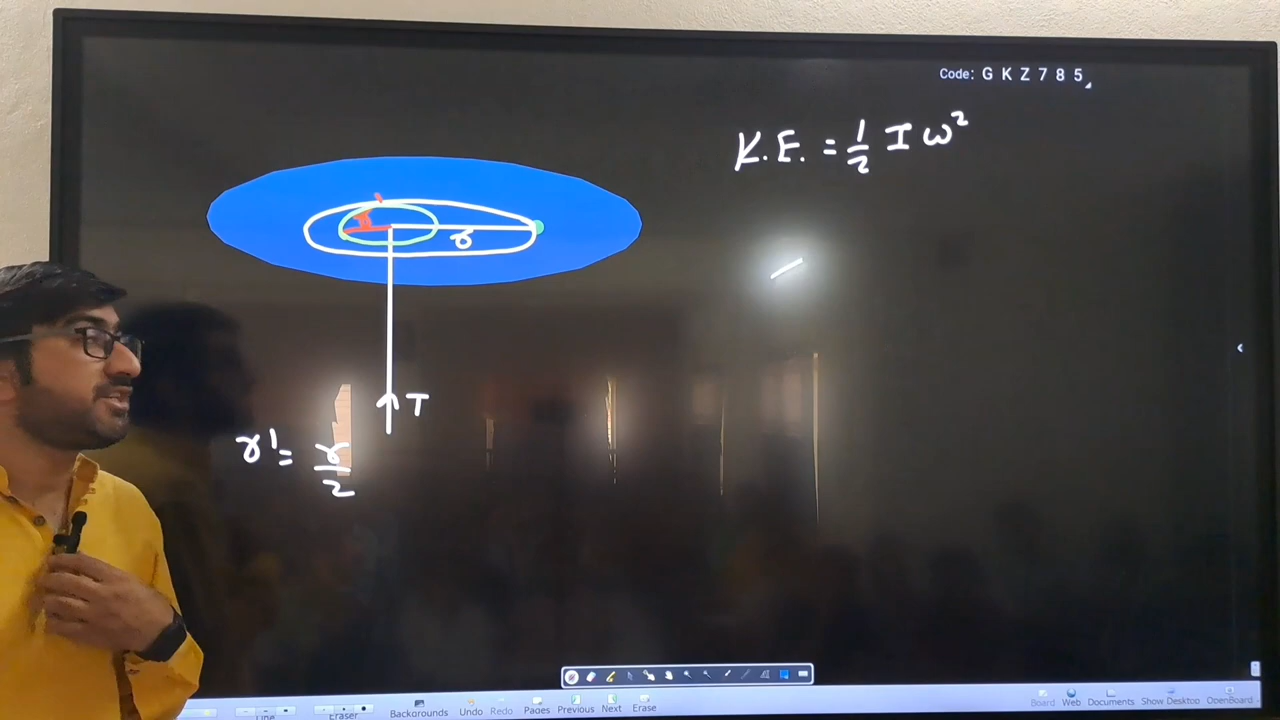 Code: G K Z 7 8 5
K.E. = 1/2 I ω²
r
T
r' = r/2
Line
Eraser
Backgrounds
Undo
Redo
Pages
Previous
Next
Erase
Board
Web
Documents
Show Desktop
OpenBoard